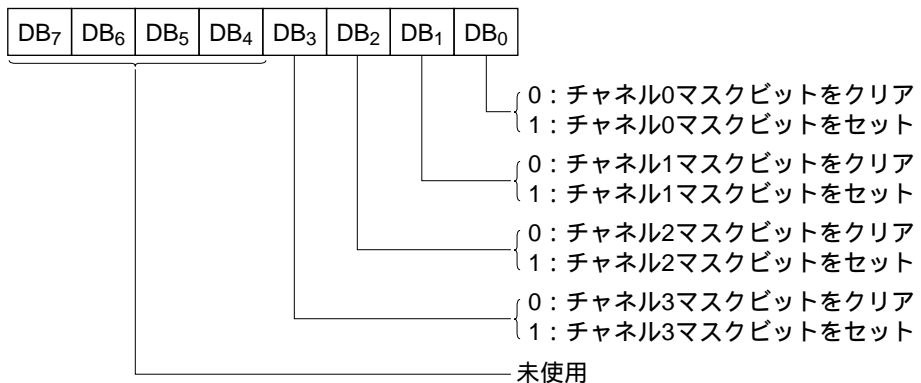 DB₇ DB₆ DB₅ DB₄ DB₃ DB₂ DB₁ DB₀
0：チャネル0マスクビットをクリア
1：チャネル0マスクビットをセット
0：チャネル1マスクビットをクリア
1：チャネル1マスクビットをセット
0：チャネル2マスクビットをクリア
1：チャネル2マスクビットをセット
0：チャネル3マスクビットをクリア
1：チャネル3マスクビットをセット
未使用